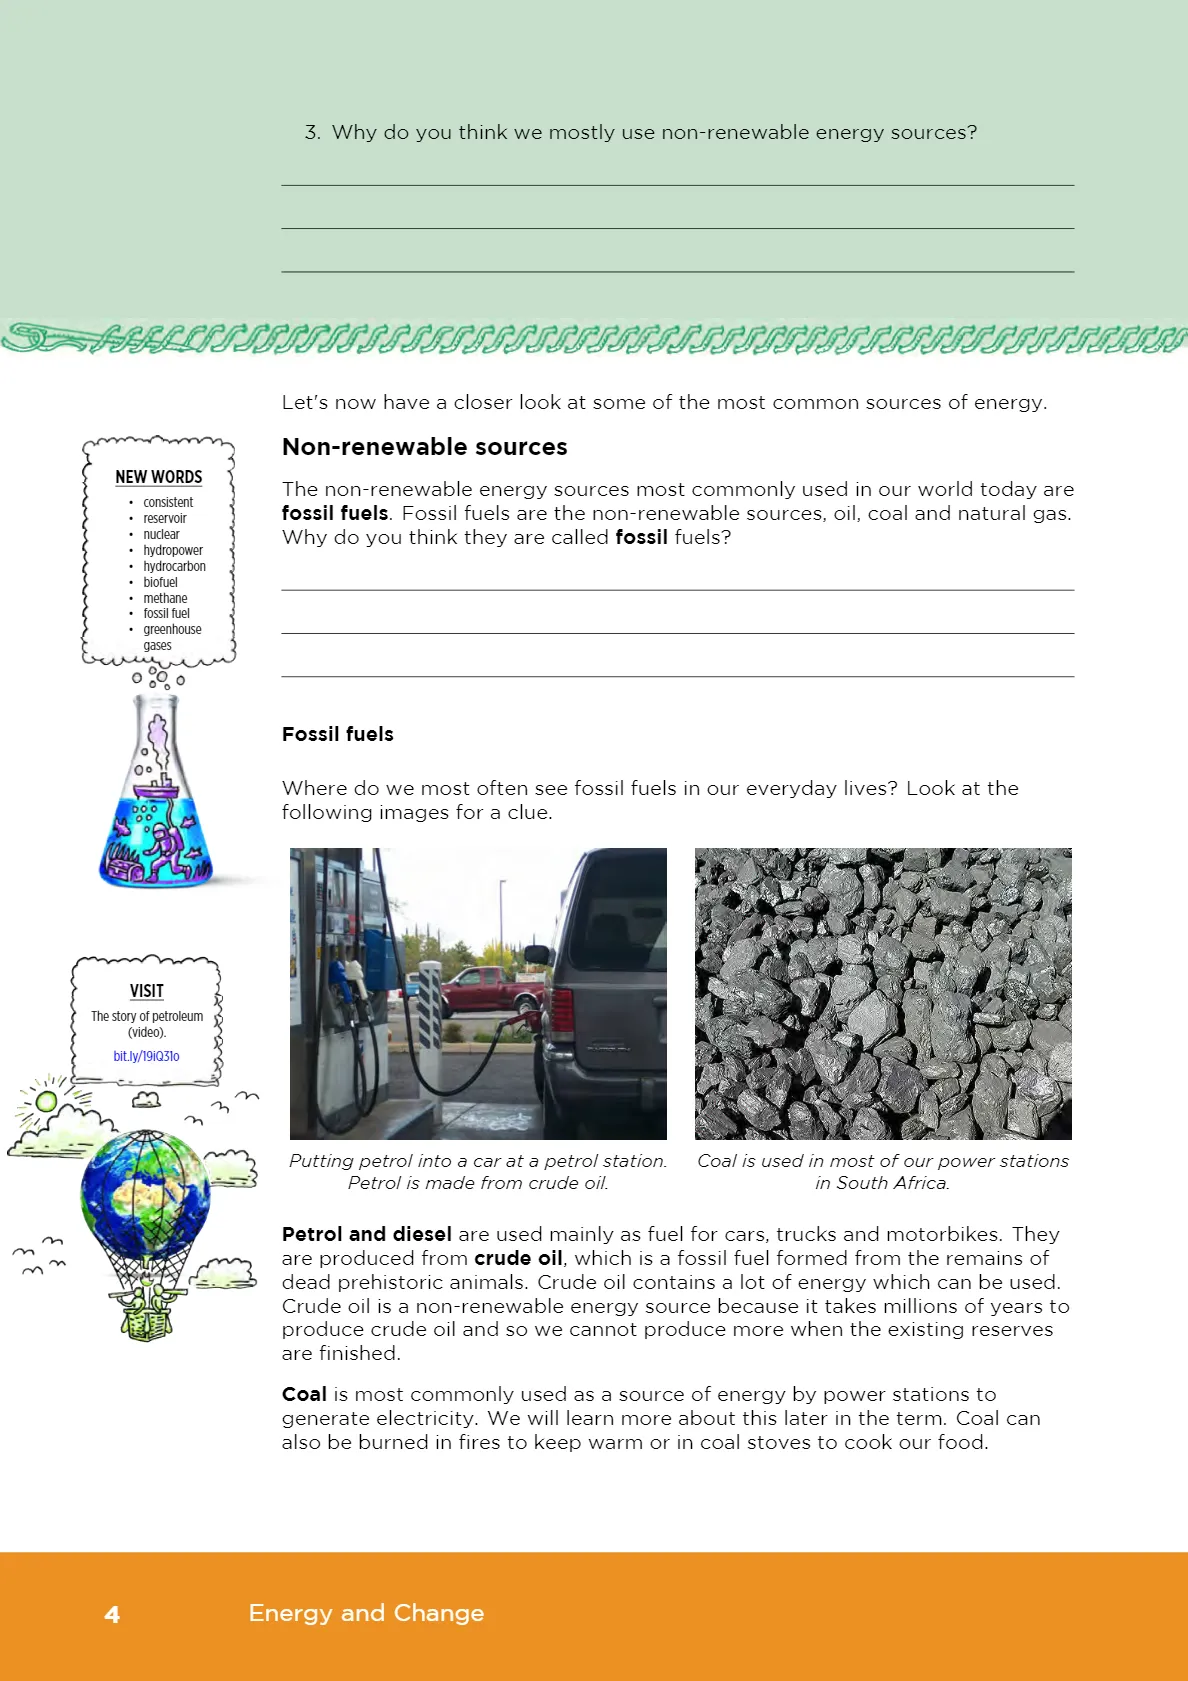 3. Why do you think we mostly use non-renewable energy sources?
Let's now have a closer look at some of the most common sources of energy.
NEW WORDS
• consistent
• reservoir
• nuclear
• hydropower
• hydrocarbon
• biofuel
• methane
• fossil fuel
• greenhouse
gases
Non-renewable sources
The non-renewable energy sources most commonly used in our world today are
fossil fuels. Fossil fuels are the non-renewable sources, oil, coal and natural gas.
Why do you think they are called fossil fuels?
Fossil fuels
Where do we most often see fossil fuels in our everyday lives? Look at the
following images for a clue.
VISIT
The story of petroleum
(video).
bit.ly/19iQ31o
Putting petrol into a car at a petrol station.
Petrol is made from crude oil.
Coal is used in most of our power stations
in South Africa.
Petrol and diesel are used mainly as fuel for cars, trucks and motorbikes. They
are produced from crude oil, which is a fossil fuel formed from the remains of
dead prehistoric animals. Crude oil contains a lot of energy which can be used.
Crude oil is a non-renewable energy source because it takes millions of years to
produce crude oil and so we cannot produce more when the existing reserves
are finished.
Coal is most commonly used as a source of energy by power stations to
generate electricity. We will learn more about this later in the term. Coal can
also be burned in fires to keep warm or in coal stoves to cook our food.
4
Energy and Change